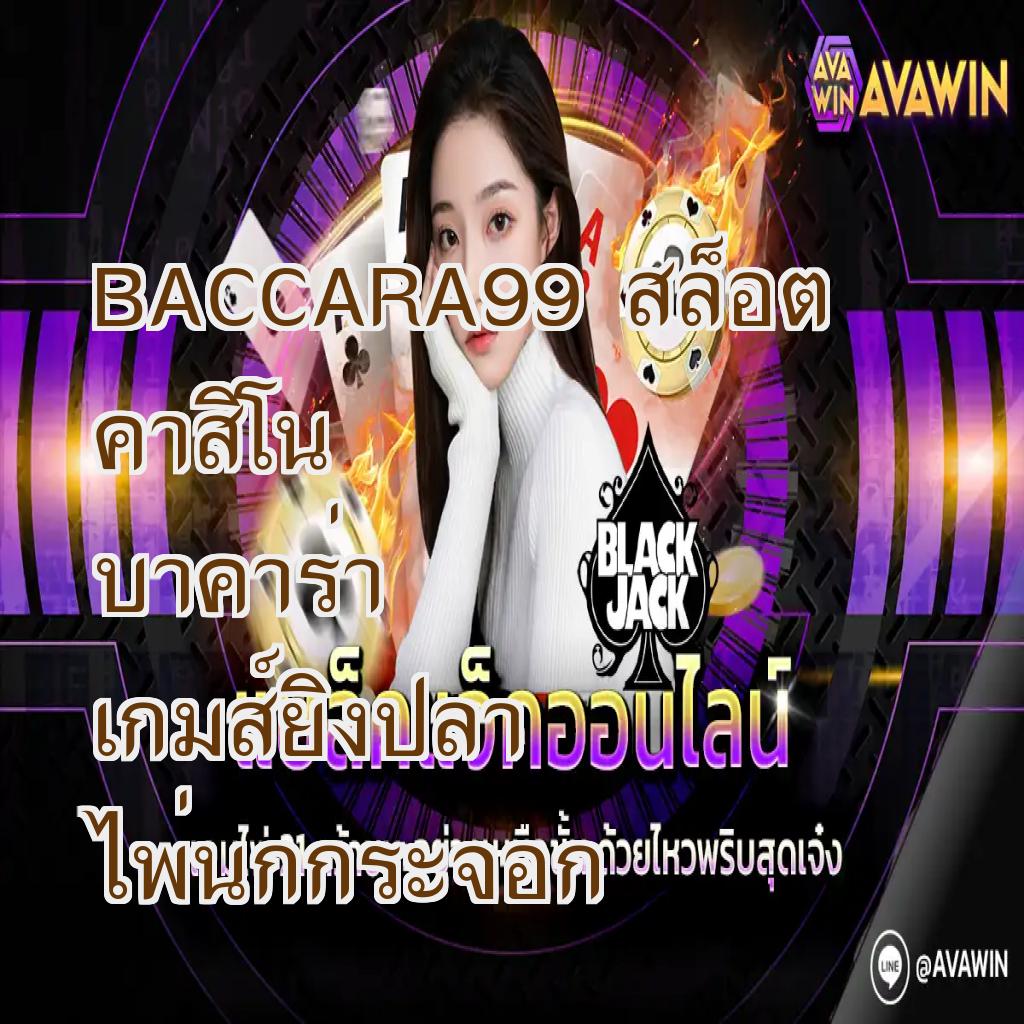 AVA
WIN AVAWIN
A
BACCARA99 สล็อต
คาสีโน
บาคาร่า
BLACK
JACK
เกมส์ยิงปลา
ออนไลน์
ไพ่นกกระจอก
ด้วยไหวพริบสุดเจ๋ง
LINE @AVAWIN